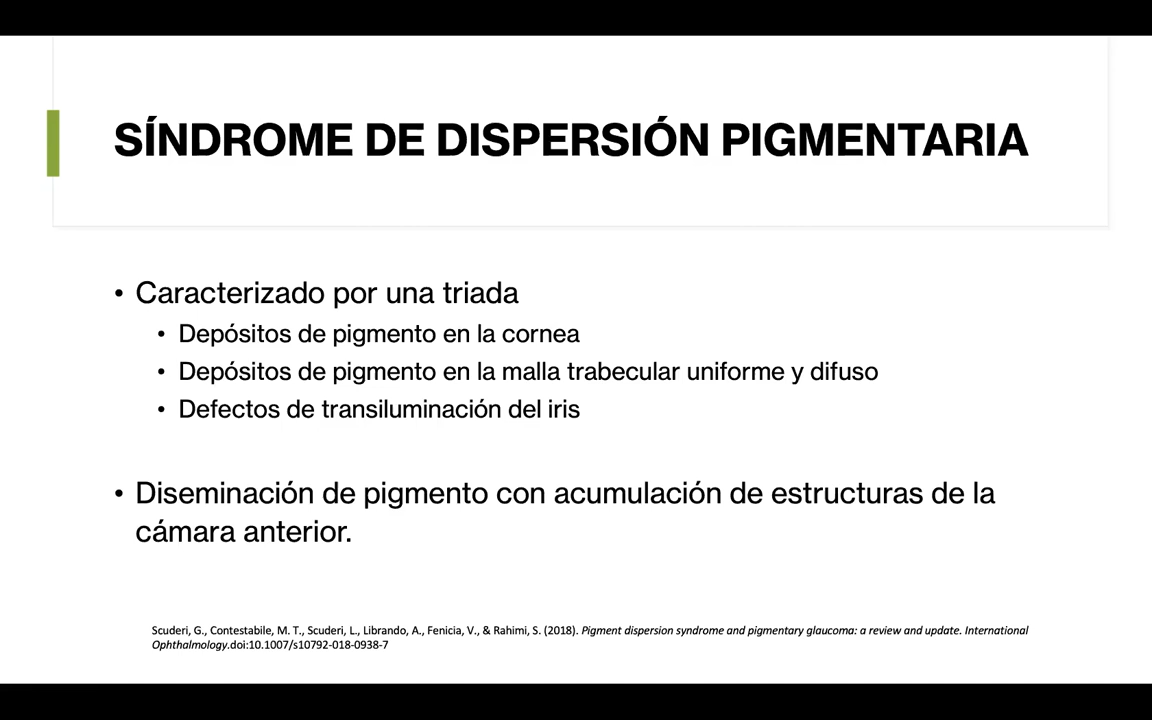 SÍNDROME DE DISPERSIÓN PIGMENTARIA
• Caracterizado por una triada
• Depósitos de pigmento en la cornea
• Depósitos de pigmento en la malla trabecular uniforme y difuso
• Defectos de transiluminación del iris
• Diseminación de pigmento con acumulación de estructuras de la
cámara anterior.
Scuderi, G., Contestabile, M. T., Scuderi, L., Librando, A., Fenicia, V., & Rahimi, S. (2018). Pigment dispersion syndrome and pigmentary glaucoma: a review and update. International
Ophthalmology.doi:10.1007/s10792-018-0938-7